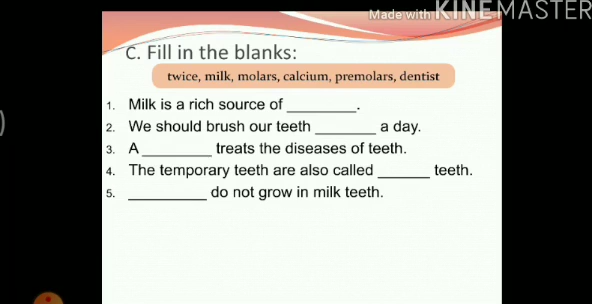 Made with KINEMASTER
C. Fill in the blanks:
twice, milk, molars, calcium, premolars, dentist
1. Milk is a rich source of ________.
2. We should brush our teeth _______ a day.
3. A ________ treats the diseases of teeth.
4. The temporary teeth are also called ______ teeth.
5. _________ do not grow in milk teeth.